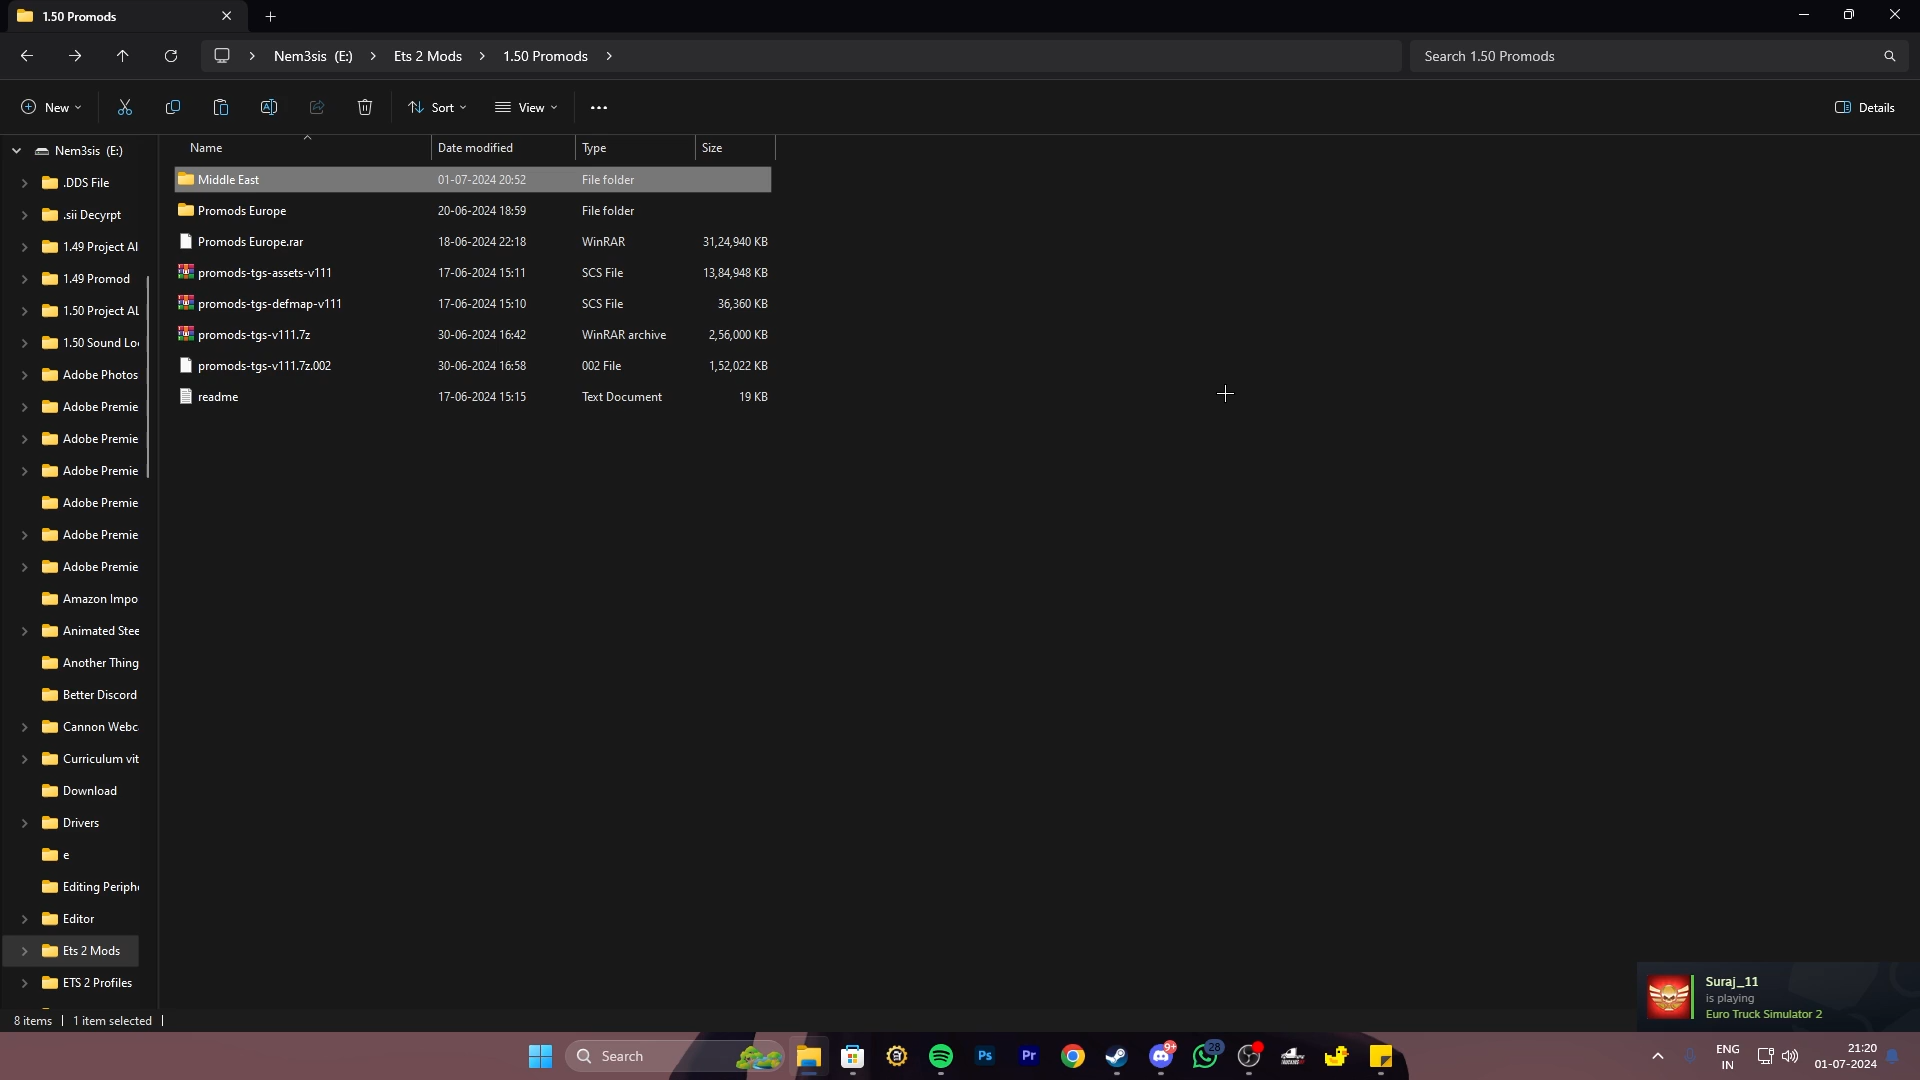 1.50 Promods
Nem3sis (E:) > Ets 2 Mods > 1.50 Promods >
Search 1.50 Promods
New
Sort
View
Details
Name Date modified Type Size
Middle East 01-07-2024 20:52 File folder
Promods Europe 20-06-2024 18:59 File folder
Promods Europe.rar 18-06-2024 22:18 WinRAR 31,24,940 KB
promods-tgs-assets-v111 17-06-2024 15:11 SCS File 13,84,948 KB
promods-tgs-defmap-v111 17-06-2024 15:10 SCS File 36,360 KB
promods-tgs-v111.7z 30-06-2024 16:42 WinRAR archive 2,56,000 KB
promods-tgs-v111.7z.002 30-06-2024 16:58 002 File 1,52,022 KB
readme 17-06-2024 15:15 Text Document 19 KB
Nem3sis (E:)
.DDS File
.sii Decyrpt
1.49 Project Al
1.49 Promod
1.50 Project AL
1.50 Sound Lo
Adobe Photos
Adobe Premie
Adobe Premie
Adobe Premie
Adobe Premie
Adobe Premie
Adobe Premie
Amazon Impo
Animated Stee
Another Thing
Better Discord
Cannon Webc
Curriculum vit
Download
Drivers
e
Editing Periph
Editor
Ets 2 Mods
ETS 2 Profiles
8 items | 1 item selected |
Suraj_11
is playing
Euro Truck Simulator 2
Search
Ps
Pr
9+
28
ENG
IN
21:20
01-07-2024